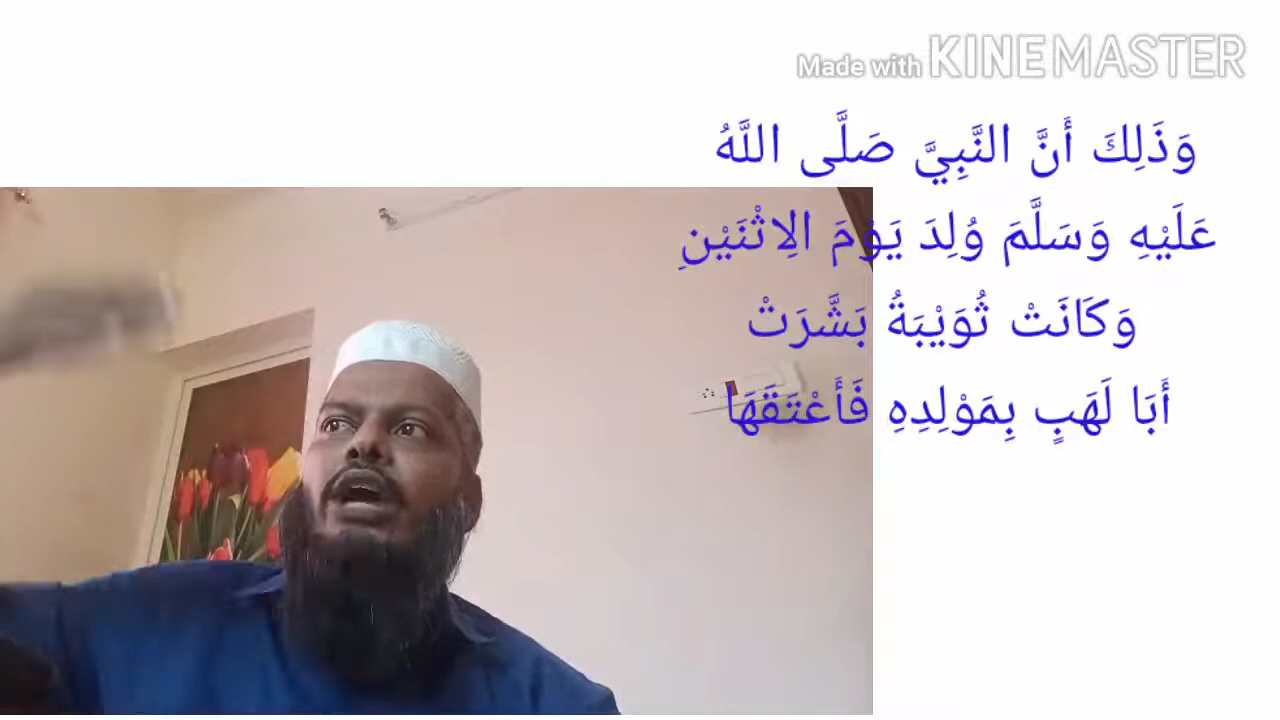 Made with KINEMASTER
وَذَلِكَ أَنَّ النَّبِيَّ صَلَّى اللَّهُ
عَلَيْهِ وَسَلَّمَ وُلِدَ يَوْمَ الِاثْنَيْنِ
وَكَانَتْ ثُوَيْبَةُ بَشَّرَتْ
أَبَا لَهَبٍ بِمَوْلِدِهِ فَأَعْتَقَهَا